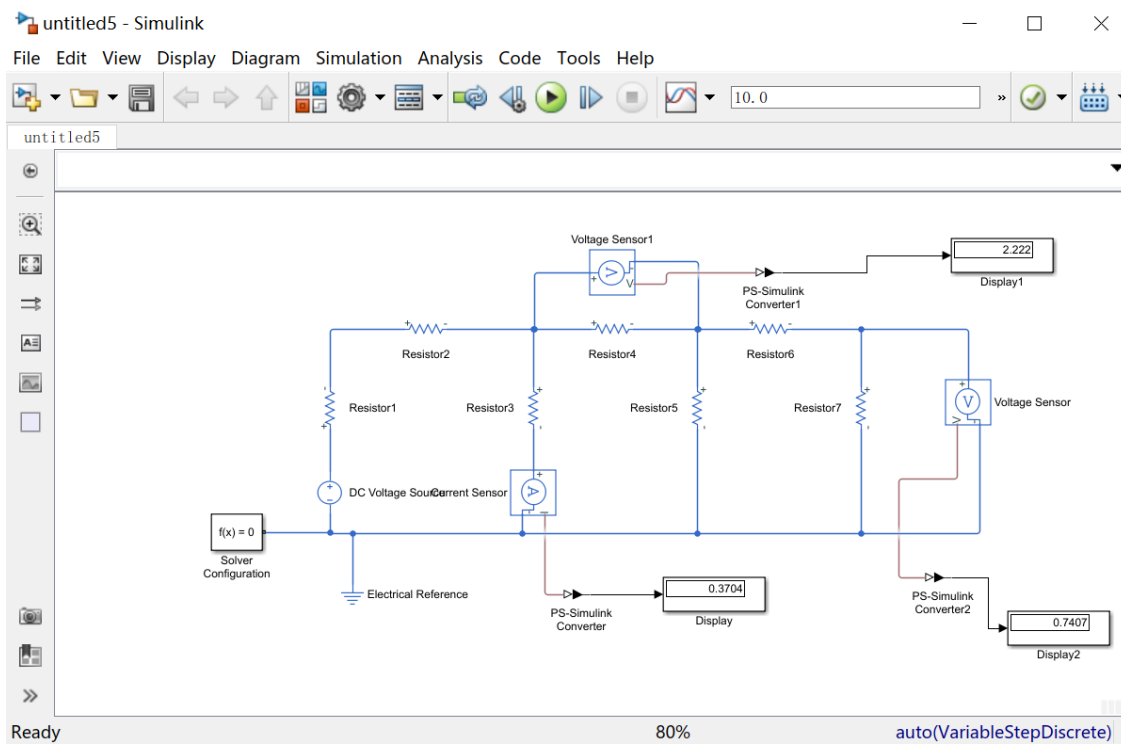 untitled5 - Simulink
File Edit View Display Diagram Simulation Analysis Code Tools Help
10.0 »
untitled5
Voltage Sensor1
+ - V
2.222
Display1
PS-Simulink
Converter1
+ - + - + -
Resistor2 Resistor4 Resistor6
- + + +
Resistor1 Resistor3 Resistor5 Resistor7
+ - - -
+ V Voltage Sensor
V -
+ DC Voltage Source Current Sensor + A
- I -
f(x) = 0
Solver
Configuration
Electrical Reference
0.3704
Display
PS-Simulink
Converter
PS-Simulink
Converter2
0.7407
Display2
Ready 80% auto(VariableStepDiscrete)